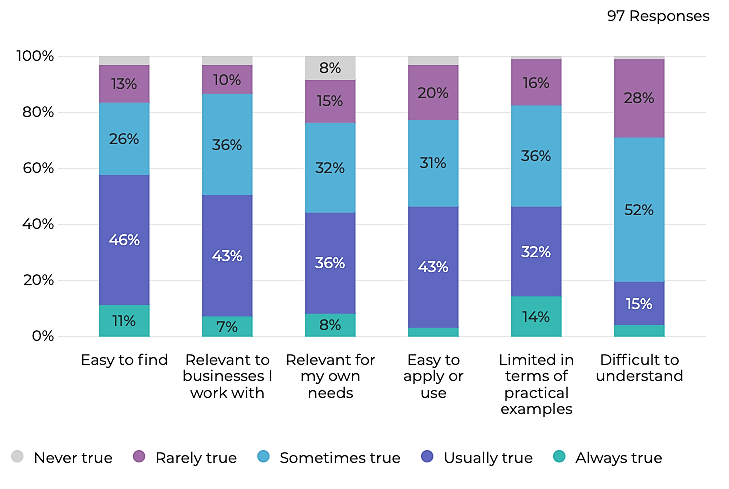 97 Responses
100%
80%
60%
40%
20%
0%
13%
26%
46%
11%
10%
36%
43%
7%
8%
15%
32%
36%
8%
20%
31%
43%
16%
36%
32%
14%
28%
52%
15%
Easy to find
Relevant to
businesses I
work with
Relevant for
my own
needs
Easy to
apply or
use
Limited in
terms of
practical
examples
Difficult to
understand
Never true
Rarely true
Sometimes true
Usually true
Always true